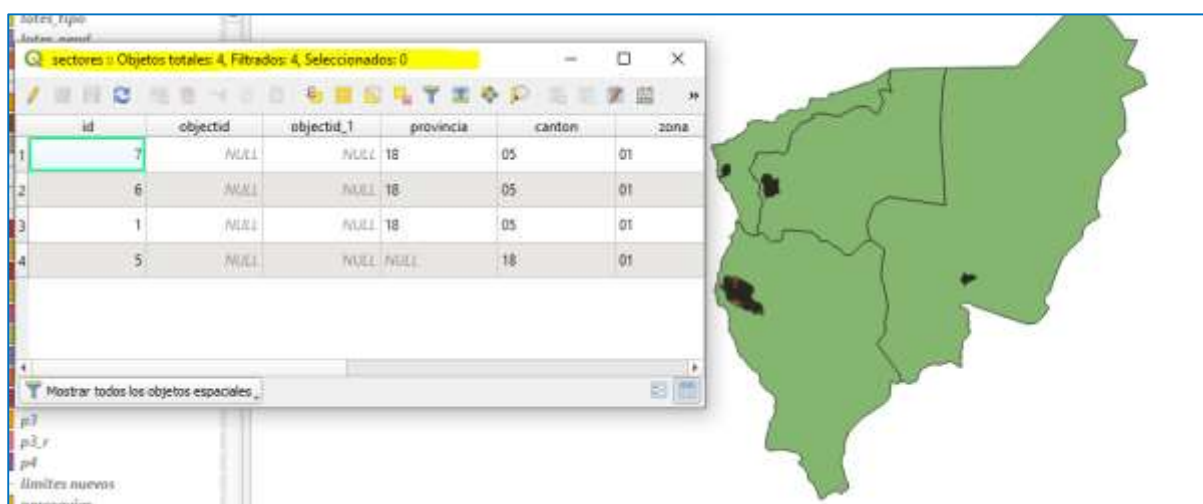 lotes_tipo
sectores :: Objetos totales: 4, Filtrados: 4, Seleccionados: 0
id objectid objectid_1 provincia canton zona
1 7 NULL NULL 18 05 01
2 6 NULL NULL 18 05 01
3 1 NULL NULL 18 05 01
4 5 NULL NULL NULL 18 01
Mostrar todos los objetos espaciales
p3
p3_r
p4
limites nuevos